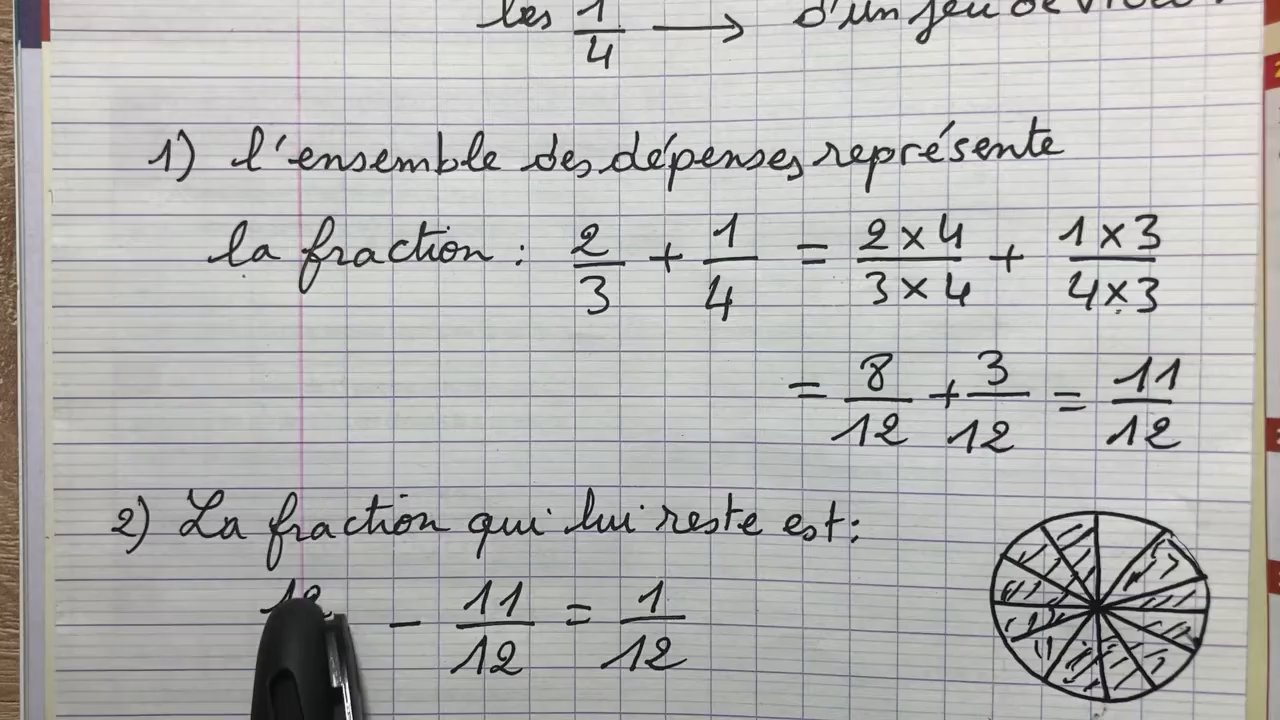 les 1/4 → d'un jeu de
1) l'ensemble des dépenses représente
la fraction : 2/3 + 1/4 = 2×4/3×4 + 1×3/4×3
= 8/12 + 3/12 = 11/12
2) La fraction qui lui reste est :
12 - 11/12 = 1/12